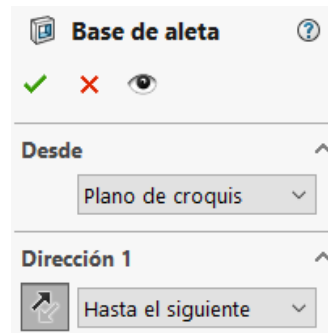 Base de aleta ?
Desde
Plano de croquis
Dirección 1
Hasta el siguiente